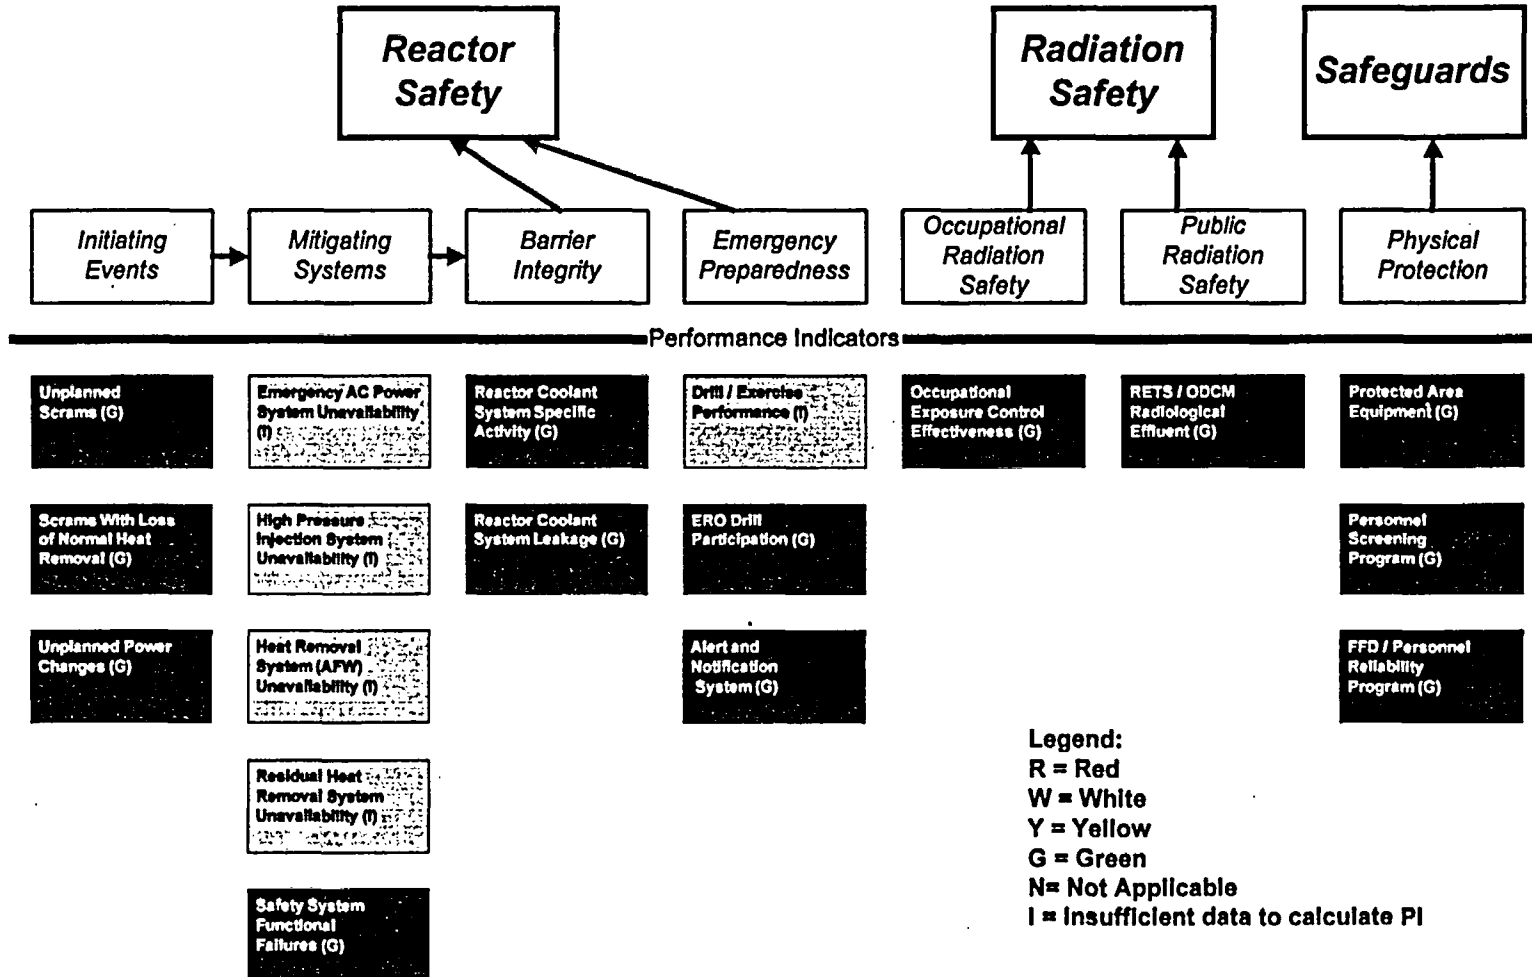 Reactor
Safety
Radiation
Safety
Safeguards
Initiating
Events
Mitigating
Systems
Barrier
Integrity
Emergency
Preparedness
Occupational
Radiation
Safety
Public
Radiation
Safety
Physical
Protection
Performance Indicators
Unplanned
Scrams (G)
Emergency AC Power
System Unavailability
(I)
Reactor Coolant
System Specific
Activity (G)
Drill / Exercise
Performance (I)
Occupational
Exposure Control
Effectiveness (G)
RETS / ODCM
Radiological
Effluent (G)
Protected Area
Equipment (G)
Scrams With Loss
of Normal Heat
Removal (G)
High Pressure
Injection System
Unavailability (I)
Reactor Coolant
System Leakage (G)
ERO Drill
Participation (G)
Personnel
Screening
Program (G)
Unplanned Power
Changes (G)
Heat Removal
System (AFW)
Unavailability (I)
Alert and
Notification
System (G)
FFD / Personnel
Reliability
Program (G)
Residual Heat
Removal System
Unavailability (I)
Safety System
Functional
Failures (G)
Legend:
R = Red
W = White
Y = Yellow
G = Green
N= Not Applicable
I = Insufficient data to calculate PI